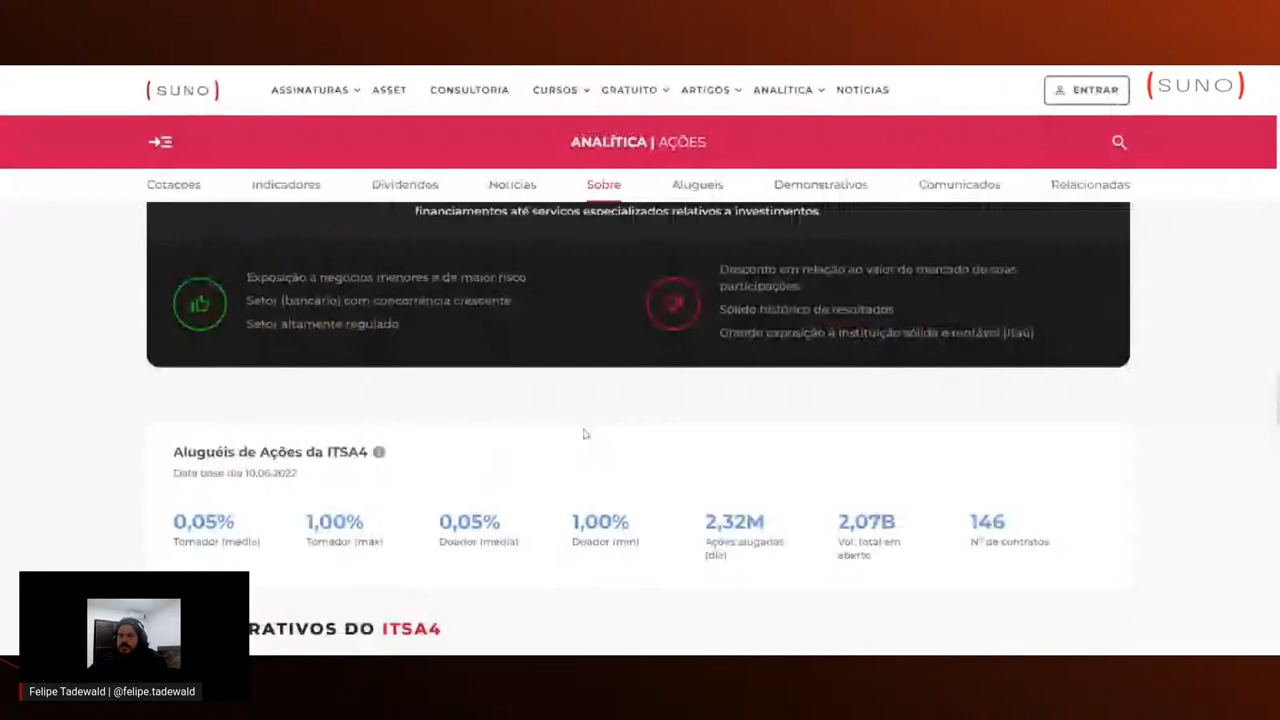 ( SUNO )
ASSINATURAS ASSET CONSULTORIA CURSOS GRATUITO ARTIGOS ANALÍTICA NOTÍCIAS
ENTRAR
( SUNO )
ANALÍTICA | AÇÕES
Cotações Indicadores Dividendos Notícias Sobre Aluguéis Demonstrativos Comunicados Relacionadas
financiamentos até serviços especializados relativos a investimentos.
Exposição a negócios menores e de maior risco
Setor (bancário) com concorrência crescente
Setor altamente regulado
Desconto em relação ao valor de mercado de suas
participações
Sólido histórico de resultados
Grande exposição a instituição sólida e rentável (Itaú)
Aluguéis de Ações da ITSA4
Data base dia 10.06.2022
0,05% 1,00% 0,05% 1,00% 2,32M 2,07B 146
Tomador (média) Tomador (max) Doador (média) Doador (min) Ações alugadas Vol. total em Nº de contratos
(dia) aberto
RATIVOS DO ITSA4
Felipe Tadewald | @felipe.tadewald